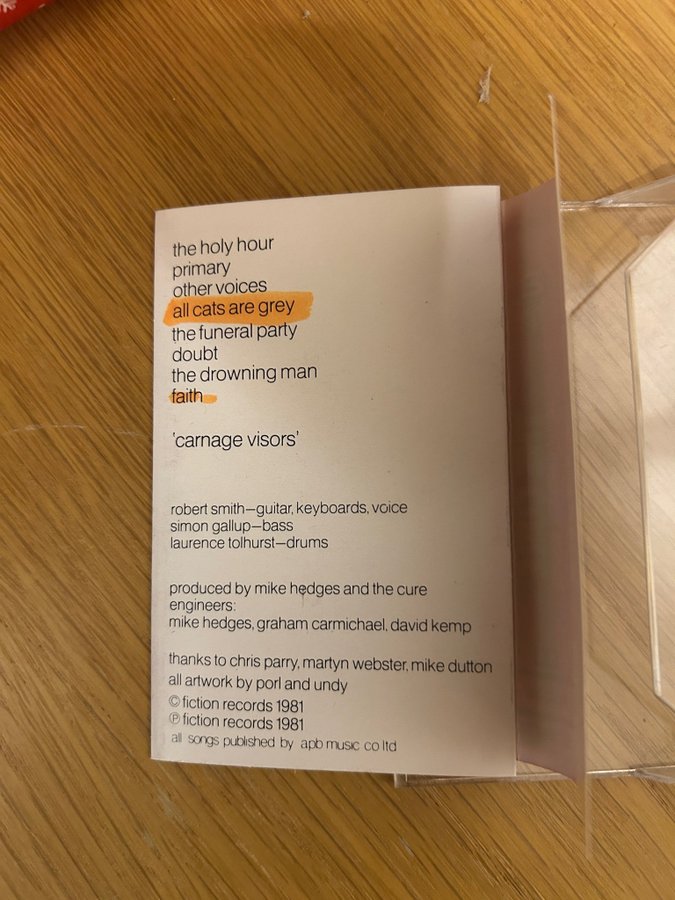 the holy hour
primary
other voices
all cats are grey
the funeral party
doubt
the drowning man
faith
'carnage visors'
robert smith—guitar, keyboards, voice
simon gallup—bass
laurence tolhurst—drums
produced by mike hedges and the cure
engineers:
mike hedges, graham carmichael, david kemp
thanks to chris parry, martyn webster, mike dutton
all artwork by porl and undy
© fiction records 1981
℗ fiction records 1981
all songs published by apb music co ltd